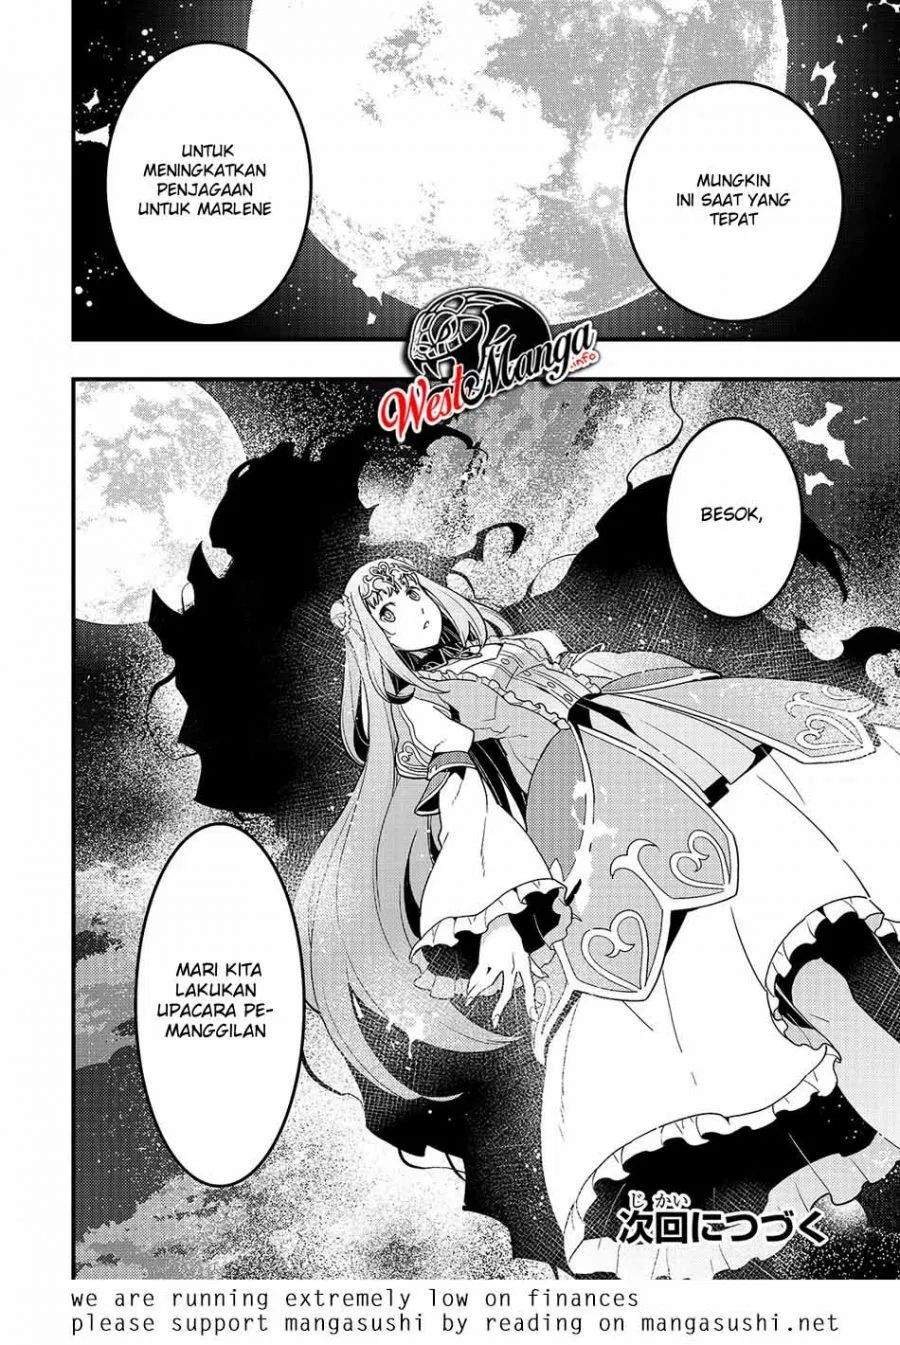 MUNGKIN
INI SAAT YANG
TEPAT
UNTUK
MENINGKATKAN
PENJAGAAN
UNTUK MARLENE
WestManga
.info
BESOK,
MARI KITA
LAKUKAN
UPACARA PE-
MANGGILAN
じかい
次回につづく
we are running extremely low on finances
please support mangasushi by reading on mangasushi.net